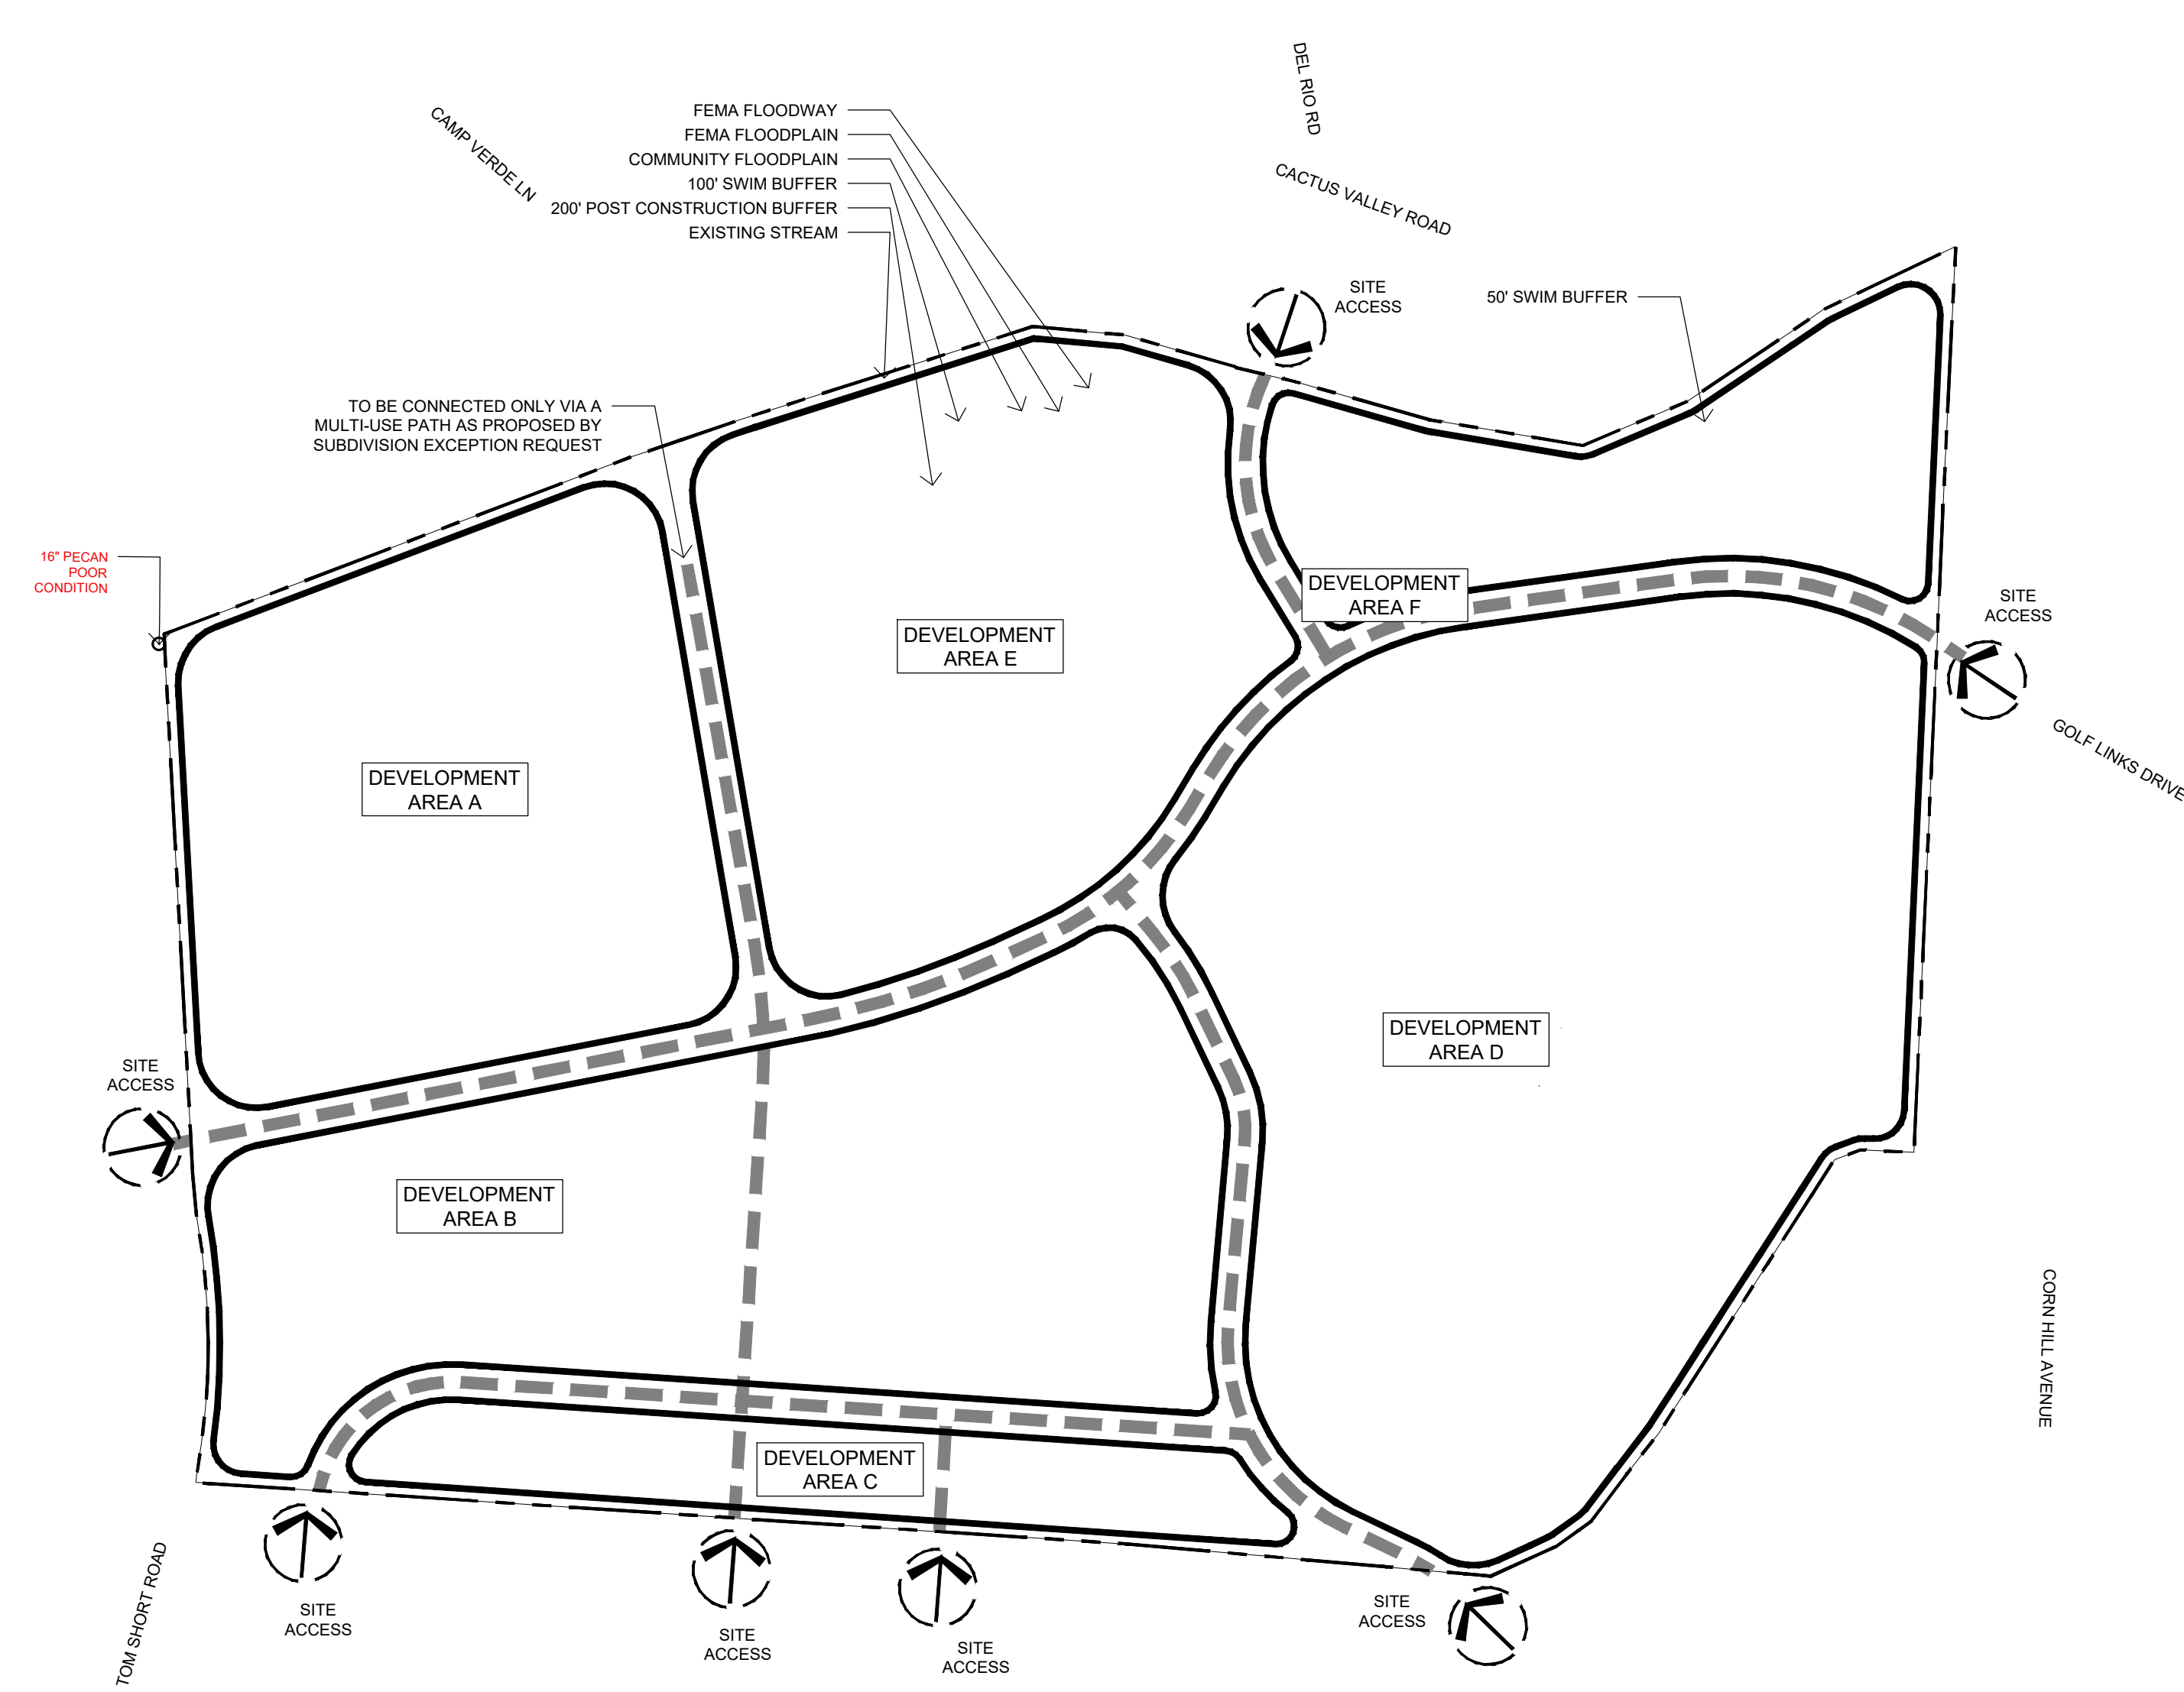 DEL RIO RD
CAMP VERDE LN
CACTUS VALLEY ROAD
FEMA FLOODWAY
FEMA FLOODPLAIN
COMMUNITY FLOODPLAIN
100' SWIM BUFFER
200' POST CONSTRUCTION BUFFER
EXISTING STREAM
SITE
ACCESS
50' SWIM BUFFER
TO BE CONNECTED ONLY VIA A
MULTI-USE PATH AS PROPOSED BY
SUBDIVISION EXCEPTION REQUEST
16" PECAN
POOR
CONDITION
DEVELOPMENT
AREA F
SITE
ACCESS
DEVELOPMENT
AREA E
GOLF LINKS DRIVE
DEVELOPMENT
AREA A
DEVELOPMENT
AREA D
SITE
ACCESS
DEVELOPMENT
AREA B
CORN HILL AVENUE
DEVELOPMENT
AREA C
TOM SHORT ROAD
SITE
ACCESS
SITE
ACCESS
SITE
ACCESS
SITE
ACCESS